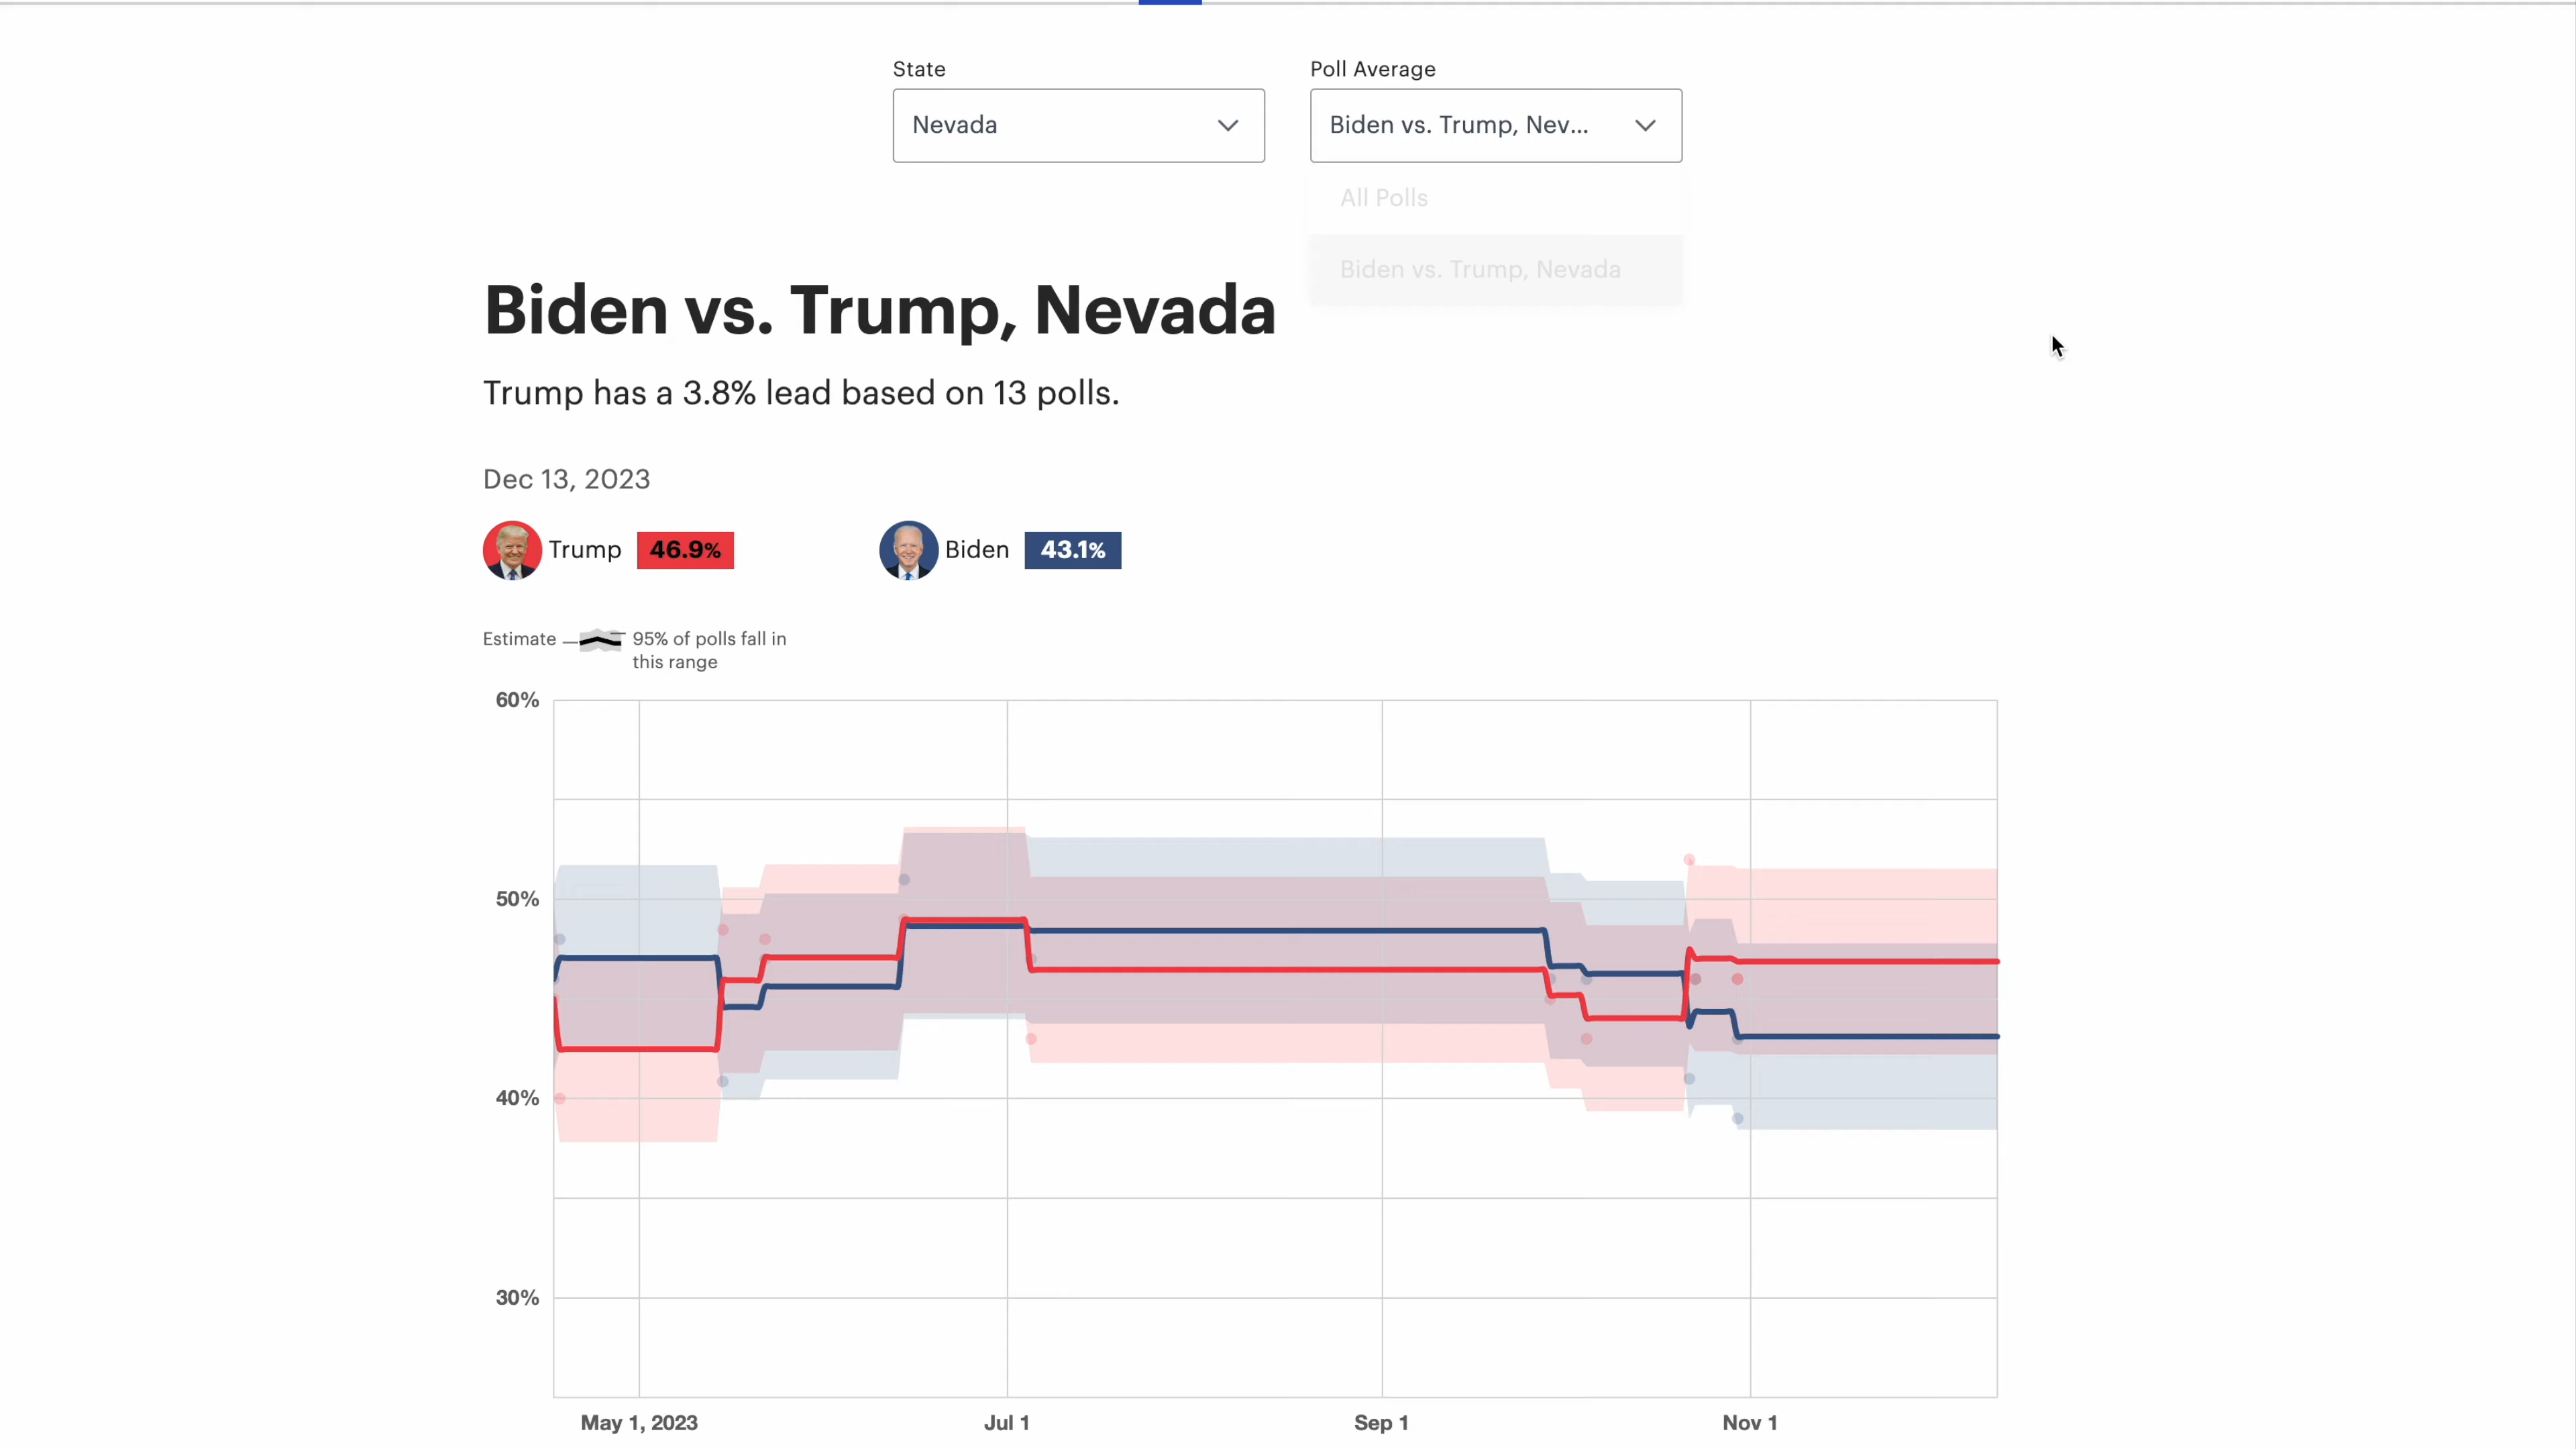 State
Poll Average
Nevada
Biden vs. Trump, Nev...
All Polls
Biden vs. Trump, Nevada
Biden vs. Trump, Nevada
Trump has a 3.8% lead based on 13 polls.
Dec 13, 2023
Trump 46.9%
Biden 43.1%
Estimate
95% of polls fall in
this range
60%
50%
40%
30%
May 1, 2023
Jul 1
Sep 1
Nov 1